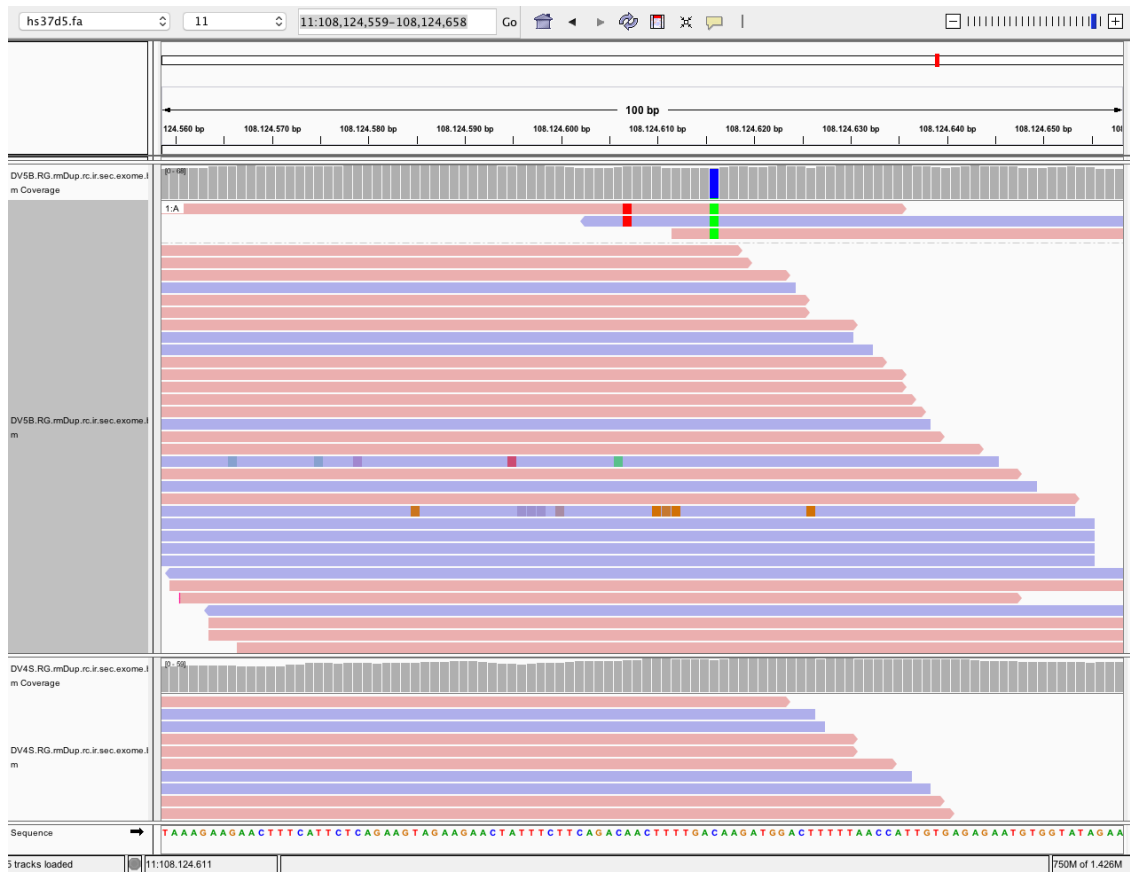 hs37d5.fa 11 11:108,124,559-108,124,658 Go
100 bp
124.560 bp 108.124.570 bp 108.124.580 bp 108.124.590 bp 108.124.600 bp 108.124.610 bp 108.124.620 bp 108.124.630 bp 108.124.640 bp 108.124.650 bp 108
DV5B.RG.rmDup.rc.ir.sec.exome.l
m Coverage
[0 - 68]
1:A
DV5B.RG.rmDup.rc.ir.sec.exome.l
m
DV4S.RG.rmDup.rc.ir.sec.exome.l
m Coverage
[0 - 59]
DV4S.RG.rmDup.rc.ir.sec.exome.l
m
Sequence
TAAAGAAGAACTTTCATTCTCAGAAGTAGAAGAACTATTTCTTCAGACAACTTTTGACAAGATGGACTTTTTAACCATTGTGAGAGAATGTGGTATAGAA
5 tracks loaded 11:108.124.611 750M of 1.426M